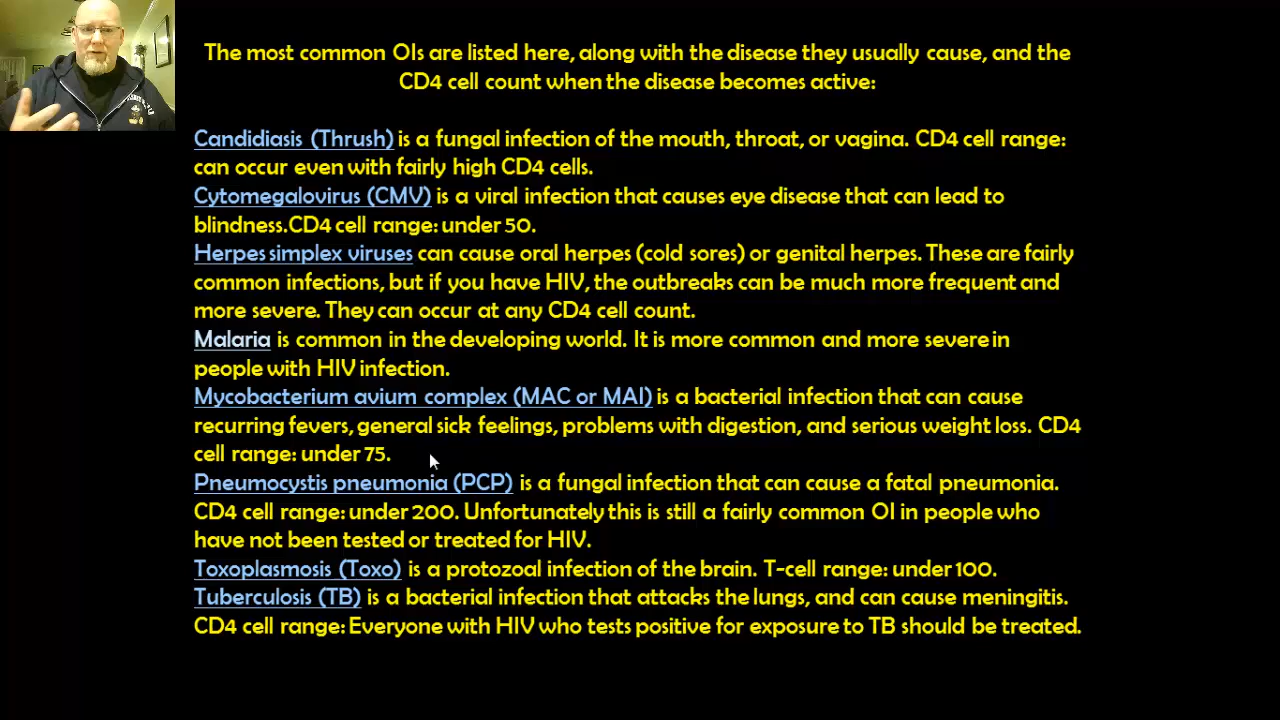 The most common OIs are listed here, along with the disease they usually cause, and the
CD4 cell count when the disease becomes active:
Candidiasis (Thrush) is a fungal infection of the mouth, throat, or vagina. CD4 cell range:
can occur even with fairly high CD4 cells.
Cytomegalovirus (CMV) is a viral infection that causes eye disease that can lead to
blindness.CD4 cell range: under 50.
Herpes simplex viruses can cause oral herpes (cold sores) or genital herpes. These are fairly
common infections, but if you have HIV, the outbreaks can be much more frequent and
more severe. They can occur at any CD4 cell count.
Malaria is common in the developing world. It is more common and more severe in
people with HIV infection.
Mycobacterium avium complex (MAC or MAI) is a bacterial infection that can cause
recurring fevers, general sick feelings, problems with digestion, and serious weight loss. CD4
cell range: under 75.
Pneumocystis pneumonia (PCP) is a fungal infection that can cause a fatal pneumonia.
CD4 cell range: under 200. Unfortunately this is still a fairly common OI in people who
have not been tested or treated for HIV.
Toxoplasmosis (Toxo) is a protozoal infection of the brain. T-cell range: under 100.
Tuberculosis (TB) is a bacterial infection that attacks the lungs, and can cause meningitis.
CD4 cell range: Everyone with HIV who tests positive for exposure to TB should be treated.